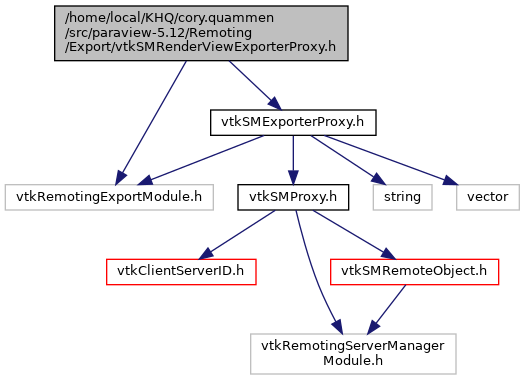 /home/local/KHQ/cory.quammen
/src/paraview-5.12/Remoting
/Export/vtkSMRenderViewExporterProxy.h
vtkSMExporterProxy.h
vtkRemotingExportModule.h
vtkSMProxy.h
string
vector
vtkClientServerID.h
vtkSMRemoteObject.h
vtkRemotingServerManager
Module.h